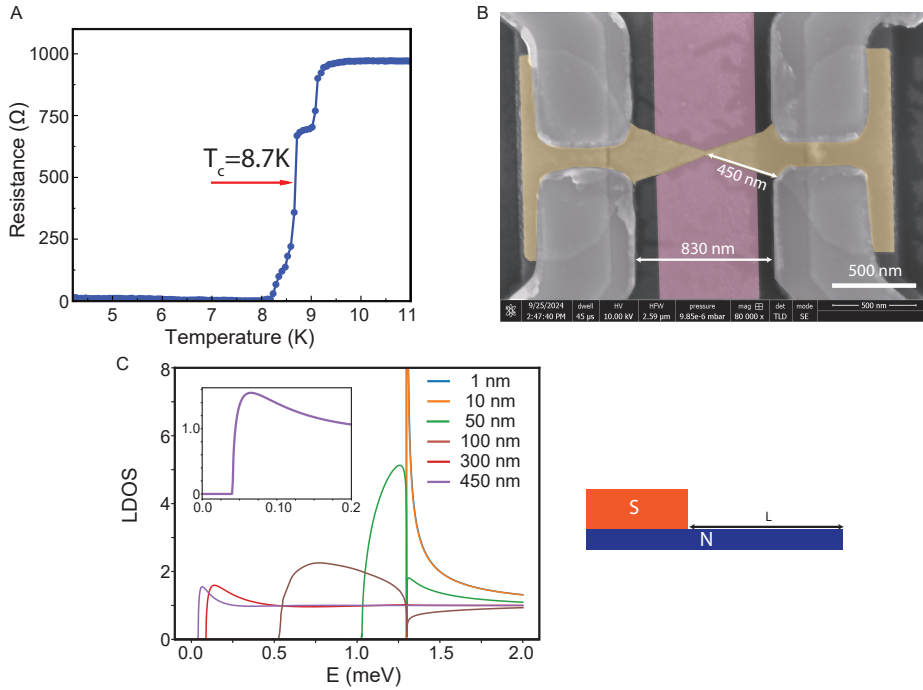 A
Resistance (Ω)
1000
750
500
250
0
T_c=8.7K
5 6 7 8 9 10 11
Temperature (K)
B
450 nm
830 nm
500 nm
9/25/2024 2:47:40 PM
dwell 45 µs
HV 10.00 kV
HFW 2.59 µm
pressure 9.85e-6 mbar
mag 80 000 x
det TLD
mode SE
500 nm
C
LDOS
8
6
4
2
0
1.0
0.0
0.0 0.10 0.2
1 nm
10 nm
50 nm
100 nm
300 nm
450 nm
0.0 0.5 1.0 1.5 2.0
E (meV)
S
L
N